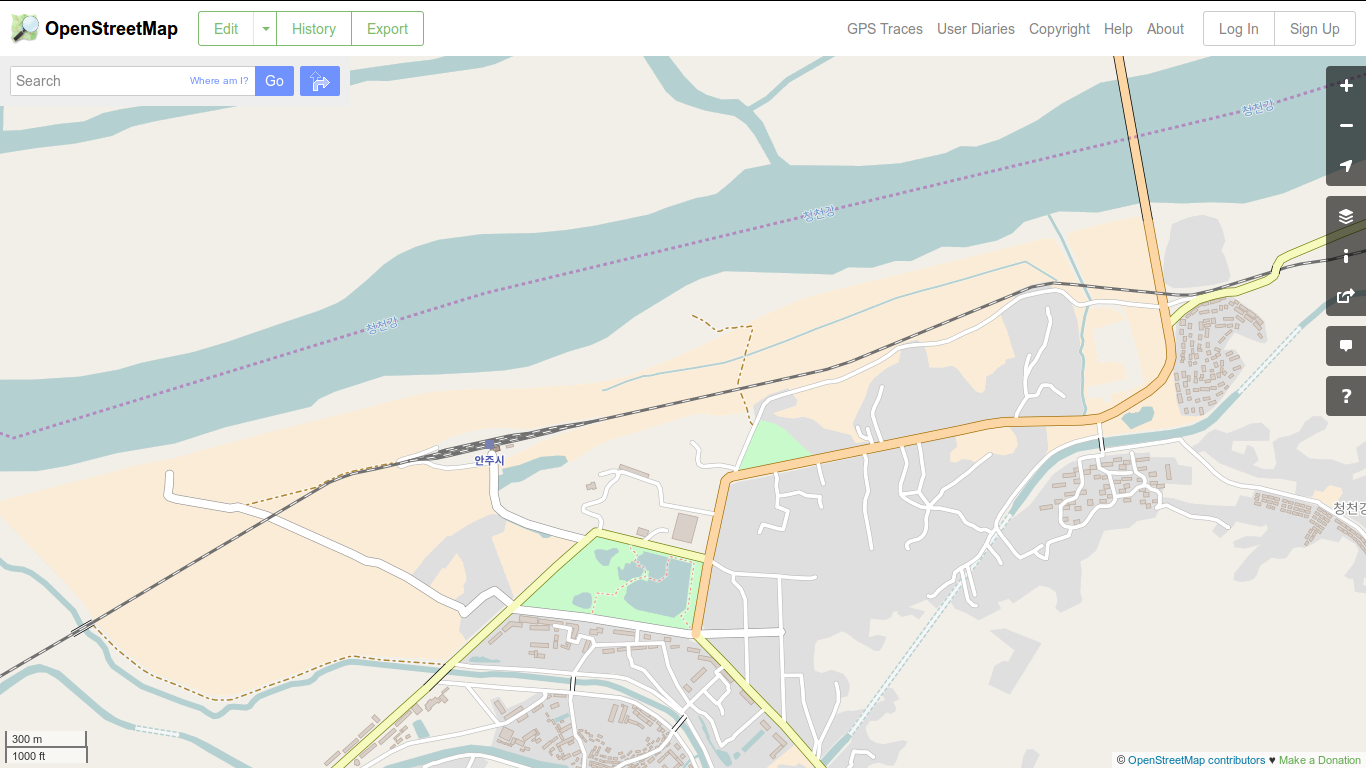 OpenStreetMap
Edit
History
Export
GPS Traces
User Diaries
Copyright
Help
About
Log In
Sign Up
Search
Where am I?
Go
청천강
청천강
청천강
안주시
청천강
?
300 m
1000 ft
© OpenStreetMap contributors ♥ Make a Donation